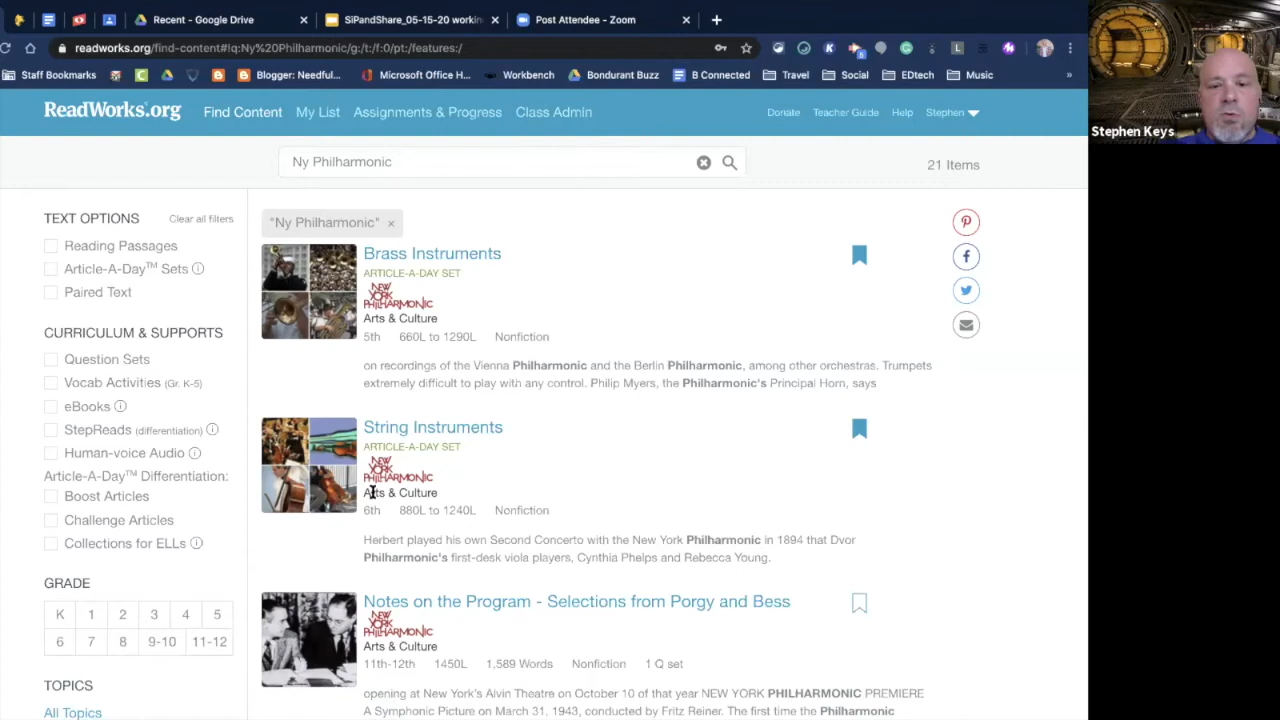 Recent - Google Drive
SiPandShare_05-15-20 workin
Post Attendee - Zoom
readworks.org/find-content#!q:Ny%20Philharmonic/g:/t:/f:0/pt:/features:/
Staff Bookmarks
Blogger: Needful...
Microsoft Office H...
Workbench
Bondurant Buzz
B Connected
Travel
Social
EDtech
Music
»
ReadWorks.org
Find Content
My List
Assignments & Progress
Class Admin
Donate
Teacher Guide
Help
Stephen
Stephen Keys
Ny Philharmonic
21 Items
TEXT OPTIONS
Clear all filters
Reading Passages
Article-A-Day™ Sets
Paired Text
CURRICULUM & SUPPORTS
Question Sets
Vocab Activities (Gr. K-5)
eBooks
StepReads (differentiation)
Human-voice Audio
Article-A-Day™ Differentiation:
Boost Articles
Challenge Articles
Collections for ELLs
GRADE
K 1 2 3 4 5
6 7 8 9-10 11-12
TOPICS
All Topics
"Ny Philharmonic" ×
Brass Instruments
ARTICLE-A-DAY SET
NEW
YORK
PHILHARMONIC
Arts & Culture
5th 660L to 1290L Nonfiction
on recordings of the Vienna Philharmonic and the Berlin Philharmonic, among other orchestras. Trumpets
extremely difficult to play with any control. Philip Myers, the Philharmonic's Principal Horn, says
String Instruments
ARTICLE-A-DAY SET
NEW
YORK
PHILHARMONIC
Arts & Culture
6th 880L to 1240L Nonfiction
Herbert played his own Second Concerto with the New York Philharmonic in 1894 that Dvor
Philharmonic's first-desk viola players, Cynthia Phelps and Rebecca Young.
Notes on the Program - Selections from Porgy and Bess
NEW
YORK
PHILHARMONIC
Arts & Culture
11th-12th 1450L 1,589 Words Nonfiction 1 Q set
opening at New York's Alvin Theatre on October 10 of that year NEW YORK PHILHARMONIC PREMIERE
A Symphonic Picture on March 31, 1943, conducted by Fritz Reiner. The first time the Philharmonic